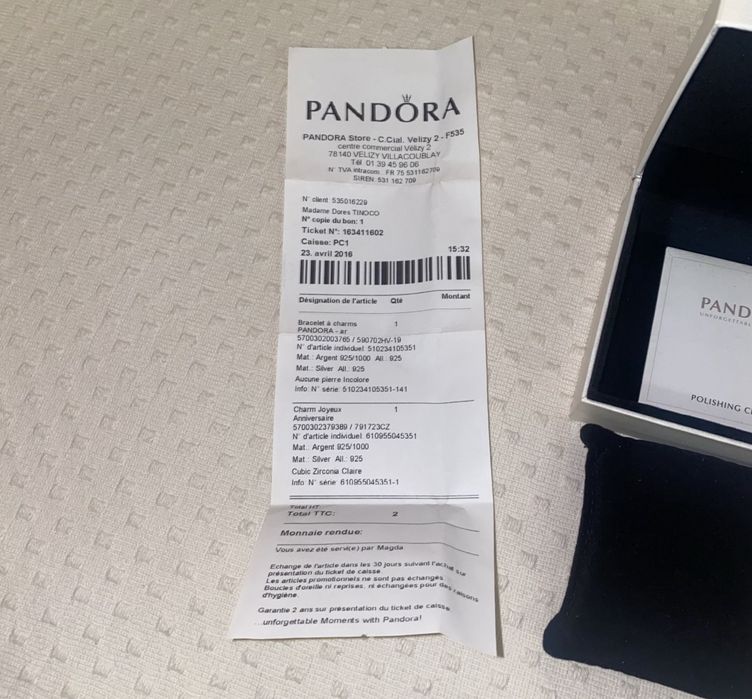 PANDORA
PANDORA Store - C.Cial. Velizy 2 - F535
centre commercial Vélizy 2
78140 VELIZY VILLACOUBLAY
Tél 01 39 45 96 06
N° TVA intracom. FR 75 531162709
SIREN: 531 162 709
N° client 535016229
Madame Dores TINOCO
N° copie du bon: 1
Ticket N°: 163411602
Caisse: PC1
23. avril 2016 15:32
Désignation de l'article Qté Montant
Bracelet à charms 1
PANDORA - ar
5700302003765 / 590702HV-19
N° d'article individuel: 510234105351
Mat.: Argent 925/1000 All.: 925
Mat.: Silver All.: 925
Aucune pierre Incolore
Info: N° série: 510234105351-141
Charm Joyeux 1
Anniversaire
5700302379389 / 791723CZ
N° d'article individuel: 610955045351
Mat.: Argent 925/1000
Mat.: Silver All.: 925
Cubic Zirconia Claire
Info: N° série: 610955045351-1
Total HT:
Total TTC: 2
Monnaie rendue:
Vous avez été servi(e) par Magda
Echange de l'article dans les 30 jours suivant l'achat sur
présentation du ticket de caisse.
Les articles promotionnels ne sont pas échangés.
Boucles d'oreille ni reprises, ni échangées pour des raisons
d'hygiène.
Garantie 2 ans sur présentation du ticket de caisse
...unforgettable Moments with Pandora!
PAND
UNFORGETTABL
POLISHING C